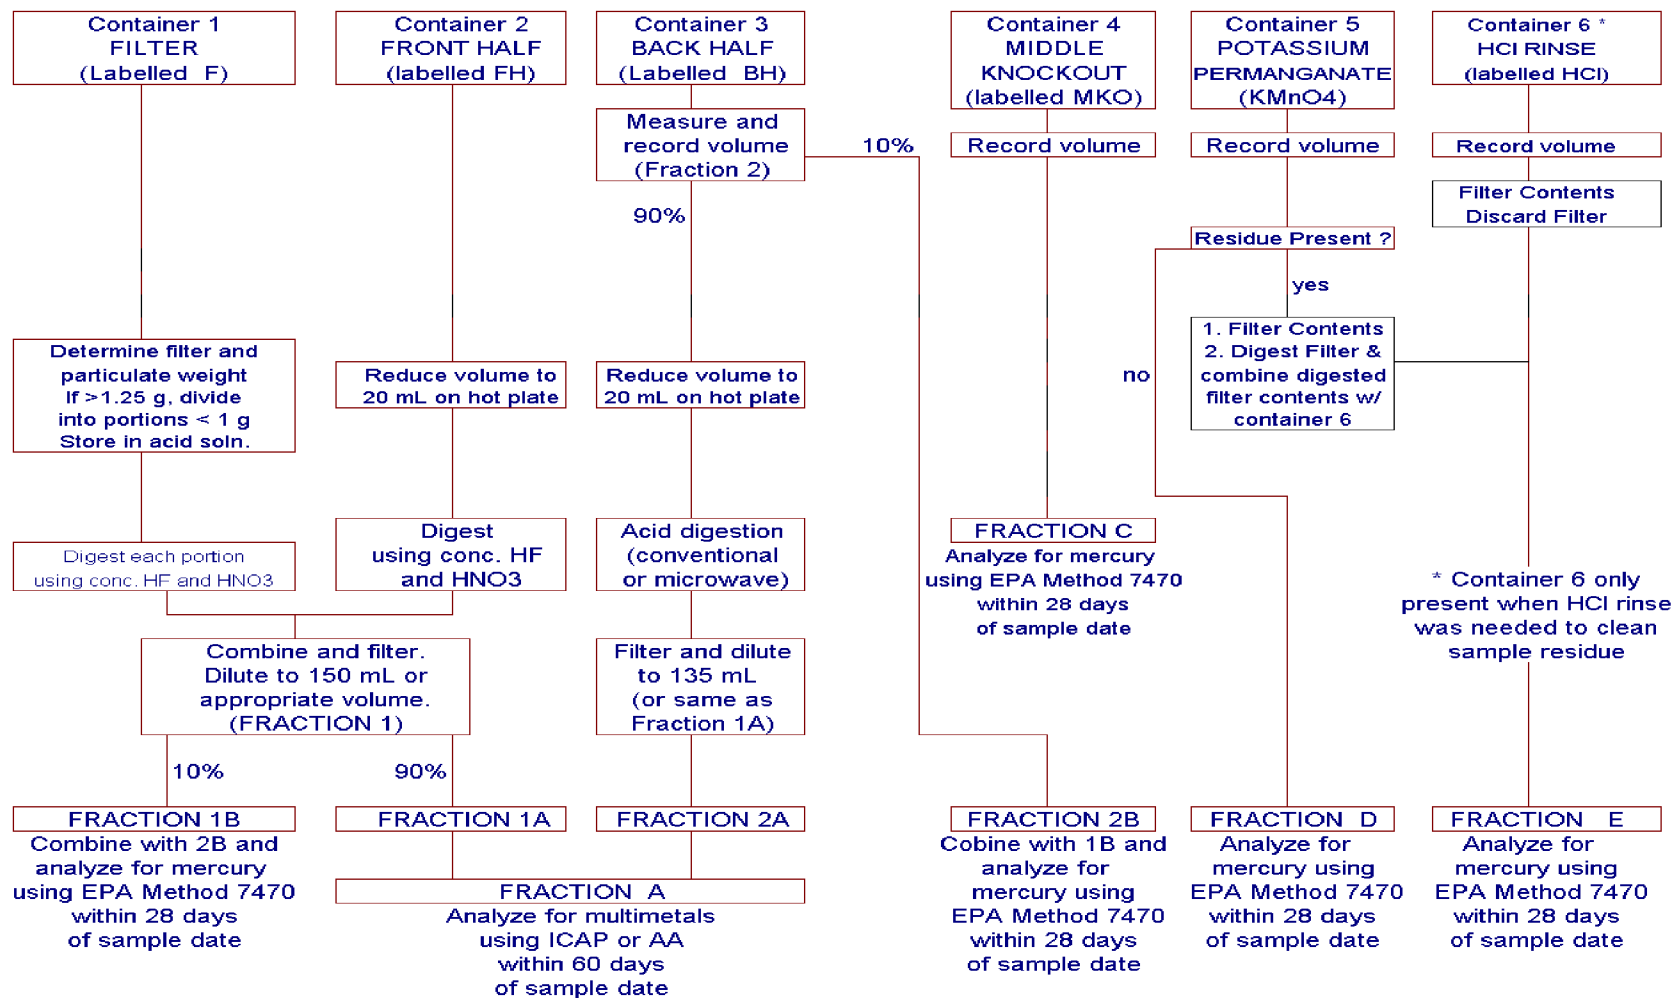 Container 1
FILTER
(Labelled F)
Container 2
FRONT HALF
(labelled FH)
Container 3
BACK HALF
(Labelled BH)
Container 4
MIDDLE
KNOCKOUT
(labelled MKO)
Container 5
POTASSIUM
PERMANGANATE
(KMnO4)
Container 6 *
HCl RINSE
(labelled HCl)
Measure and
record volume
(Fraction 2)
10%
90%
Record volume
Record volume
Record volume
Filter Contents
Discard Filter
Residue Present ?
yes
no
1. Filter Contents
2. Digest Filter &
combine digested
filter contents w/
container 6
Determine filter and
particulate weight
If >1.25 g, divide
into portions < 1 g
Store in acid soln.
Reduce volume to
20 mL on hot plate
Reduce volume to
20 mL on hot plate
Digest each portion
using conc. HF and HNO3
Digest
using conc. HF
and HNO3
Acid digestion
(conventional
or microwave)
FRACTION C
Analyze for mercury
using EPA Method 7470
within 28 days
of sample date
* Container 6 only
present when HCl rinse
was needed to clean
sample residue
Combine and filter.
Dilute to 150 mL or
appropriate volume.
(FRACTION 1)
Filter and dilute
to 135 mL
(or same as
Fraction 1A)
10%
90%
FRACTION 1B
Combine with 2B and
analyze for mercury
using EPA Method 7470
within 28 days
of sample date
FRACTION 1A
FRACTION 2A
FRACTION A
Analyze for multimetals
using ICAP or AA
within 60 days
of sample date
FRACTION 2B
Cobine with 1B and
analyze for
mercury using
EPA Method 7470
within 28 days
of sample date
FRACTION D
Analyze for
mercury using
EPA Method 7470
within 28 days
of sample date
FRACTION E
Analyze for
mercury using
EPA Method 7470
within 28 days
of sample date